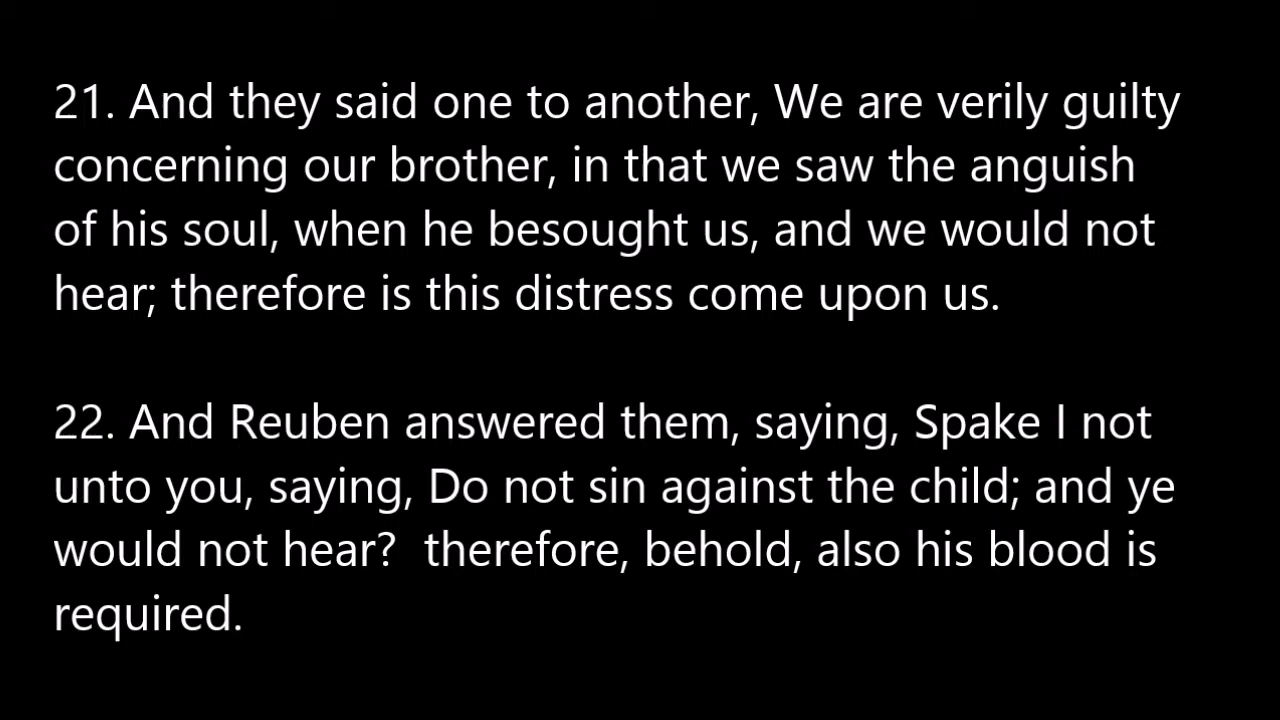 21. And they said one to another, We are verily guilty
concerning our brother, in that we saw the anguish
of his soul, when he besought us, and we would not
hear; therefore is this distress come upon us.
22. And Reuben answered them, saying, Spake I not
unto you, saying, Do not sin against the child; and ye
would not hear?  therefore, behold, also his blood is
required.